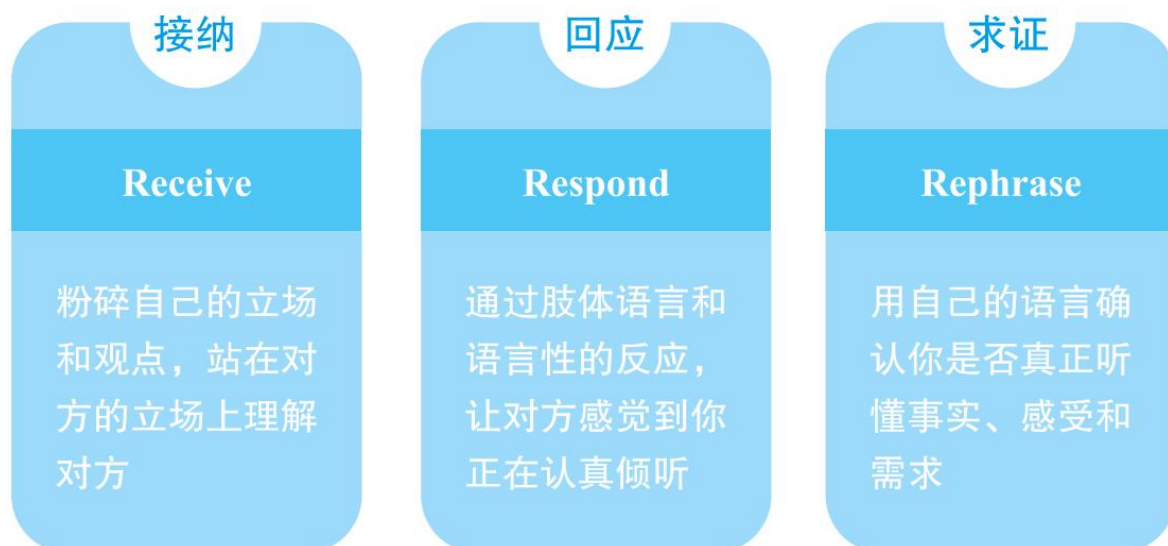 接纳
Receive
粉碎自己的立场
和观点，站在对
方的立场上理解
对方
回应
Respond
通过肢体语言和
语言性的反应，
让对方感觉到你
正在认真倾听
求证
Rephrase
用自己的语言确
认你是否真正听
懂事实、感受和
需求